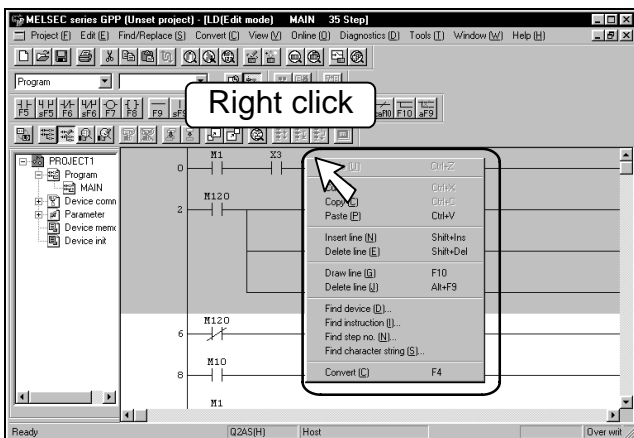 MELSEC series GPP (Unset project) - [LD(Edit mode) MAIN 35 Step]
Project (F) Edit (E) Find/Replace (S) Convert (C) View (V) Online (O) Diagnostics (D) Tools (T) Window (W) Help (H)
Program
Right click
F5 sF5 F6 sF6 F7 F8 F9 F10 aF9
PROJECT1
Program
MAIN
Device comn
Parameter
Device memo
Device init
0 M1 X3
2 M120
6 M120
8 M10
M1
(U) Ctrl+Z
Ctrl+X
Copy (C) Ctrl+C
Paste (P) Ctrl+V
Insert line (N) Shift+Ins
Delete line (E) Shift+Del
Draw line (G) F10
Delete line (J) Alt+F9
Find device (D)...
Find instruction (I)...
Find step no. (N)...
Find character string (S)...
Convert (C) F4
Ready Q2AS(H) Host Over writ